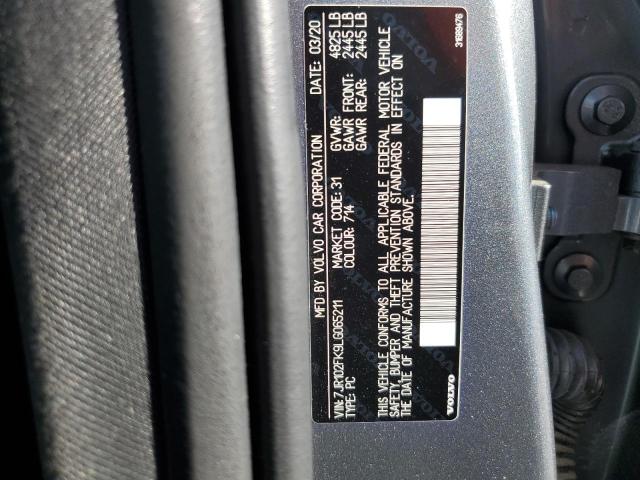 MFD BY VOLVO CAR CORPORATION DATE: 03/20
MARKET CODE: 31 GVWR: 4825 LB
COLOUR: 714 GAWR FRONT: 2445 LB
GAWR REAR: 2445 LB
VIN: 7JR102FK9LG065211
TYPE: PC
THIS VEHICLE CONFORMS TO ALL APPLICABLE FEDERAL MOTOR VEHICLE
SAFETY, BUMPER AND THEFT PREVENTION STANDARDS IN EFFECT ON
THE DATE OF MANUFACTURE SHOWN ABOVE.
VOLVO
31689476